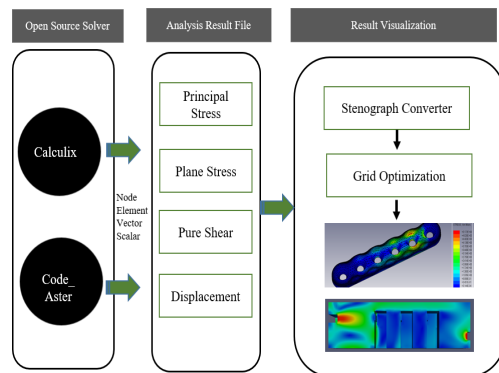 Open Source Solver
Analysis Result File
Result Visualization
Calculix
Code_
Aster
Node
Element
Vector
Scalar
Principal
Stress
Plane Stress
Pure Shear
Displacement
Stenograph Converter
Grid Optimization